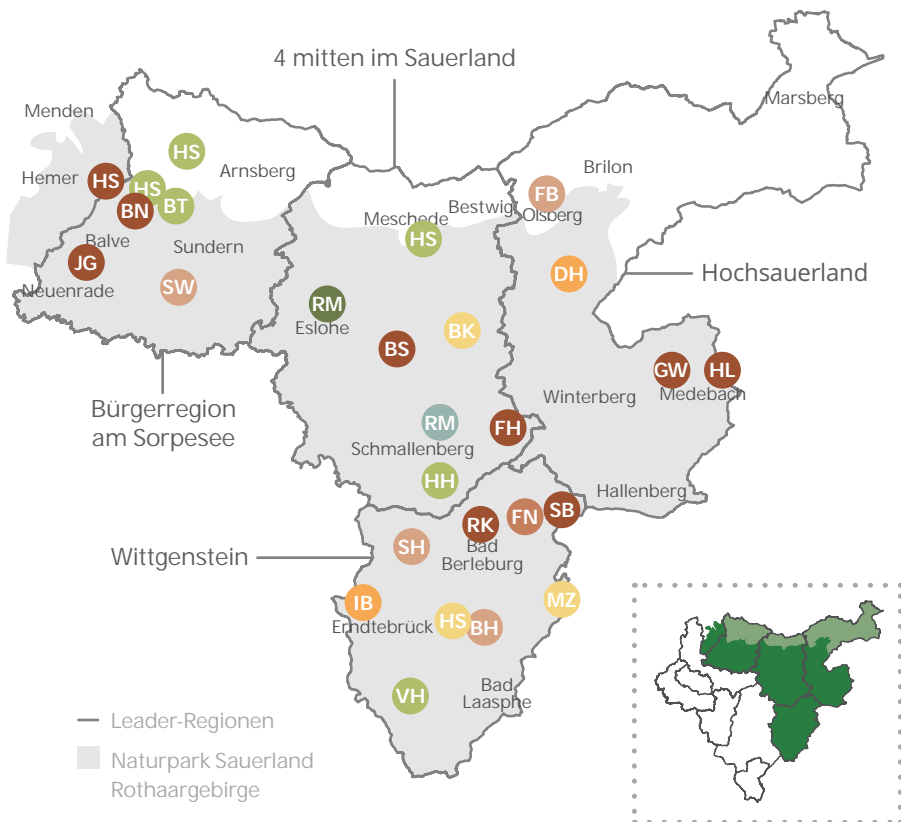 4 mitten im Sauerland
Marsberg
Menden
HS
Arnsberg
Brilon
Hemer
HS
HS
FB
BN
BT
Bestwig
Olsberg
Meschede
HS
Balve
Sundern
JG
DH
Hochsauerland
Neuenrade
SW
RM
Eslohe
BK
BS
GW
HL
Medebach
Winterberg
Bürgerregion
am Sorpesee
RM
FH
Schmallenberg
HH
Hallenberg
SB
FN
RK
Wittgenstein
SH
Bad
Berleburg
IB
MZ
Erndtebrück
HS
BH
VH
Bad
Laasphe
Leader-Regionen
Naturpark Sauerland
Rothaargebirge